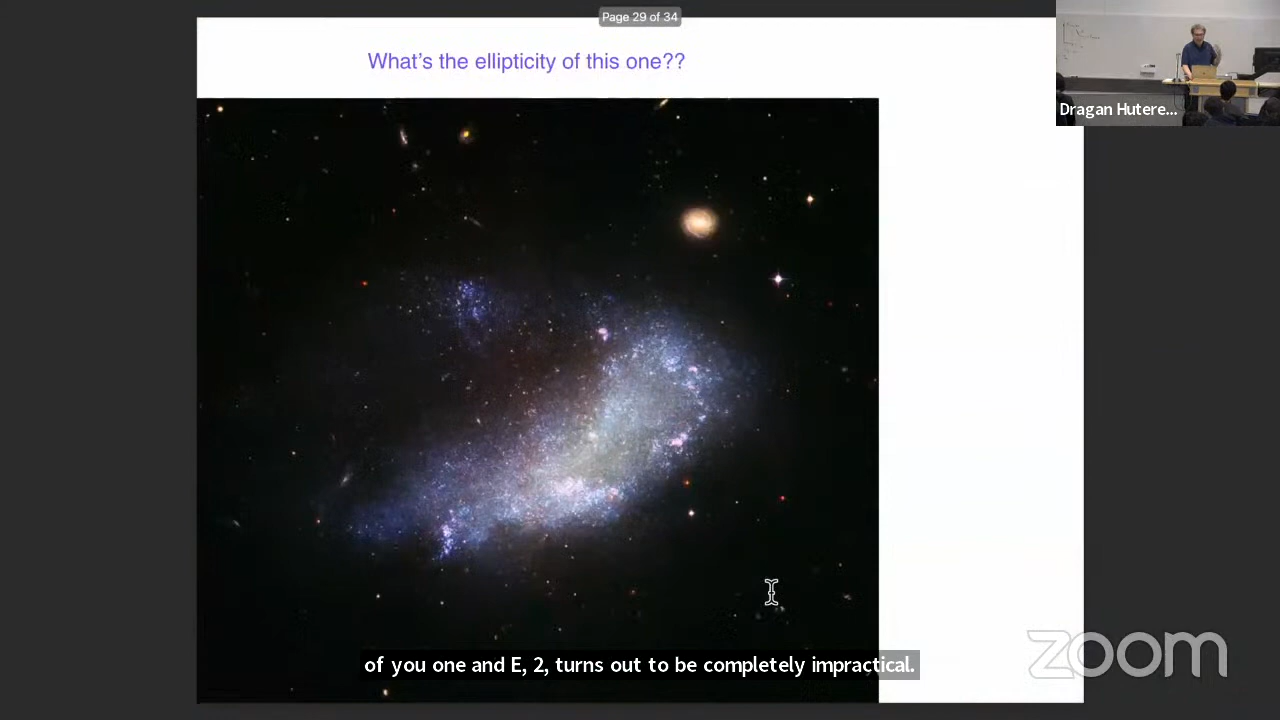 Page 29 of 34
What's the ellipticity of this one??
Dragan Hutere...
of you one and E, 2, turns out to be completely impractical.
zoom